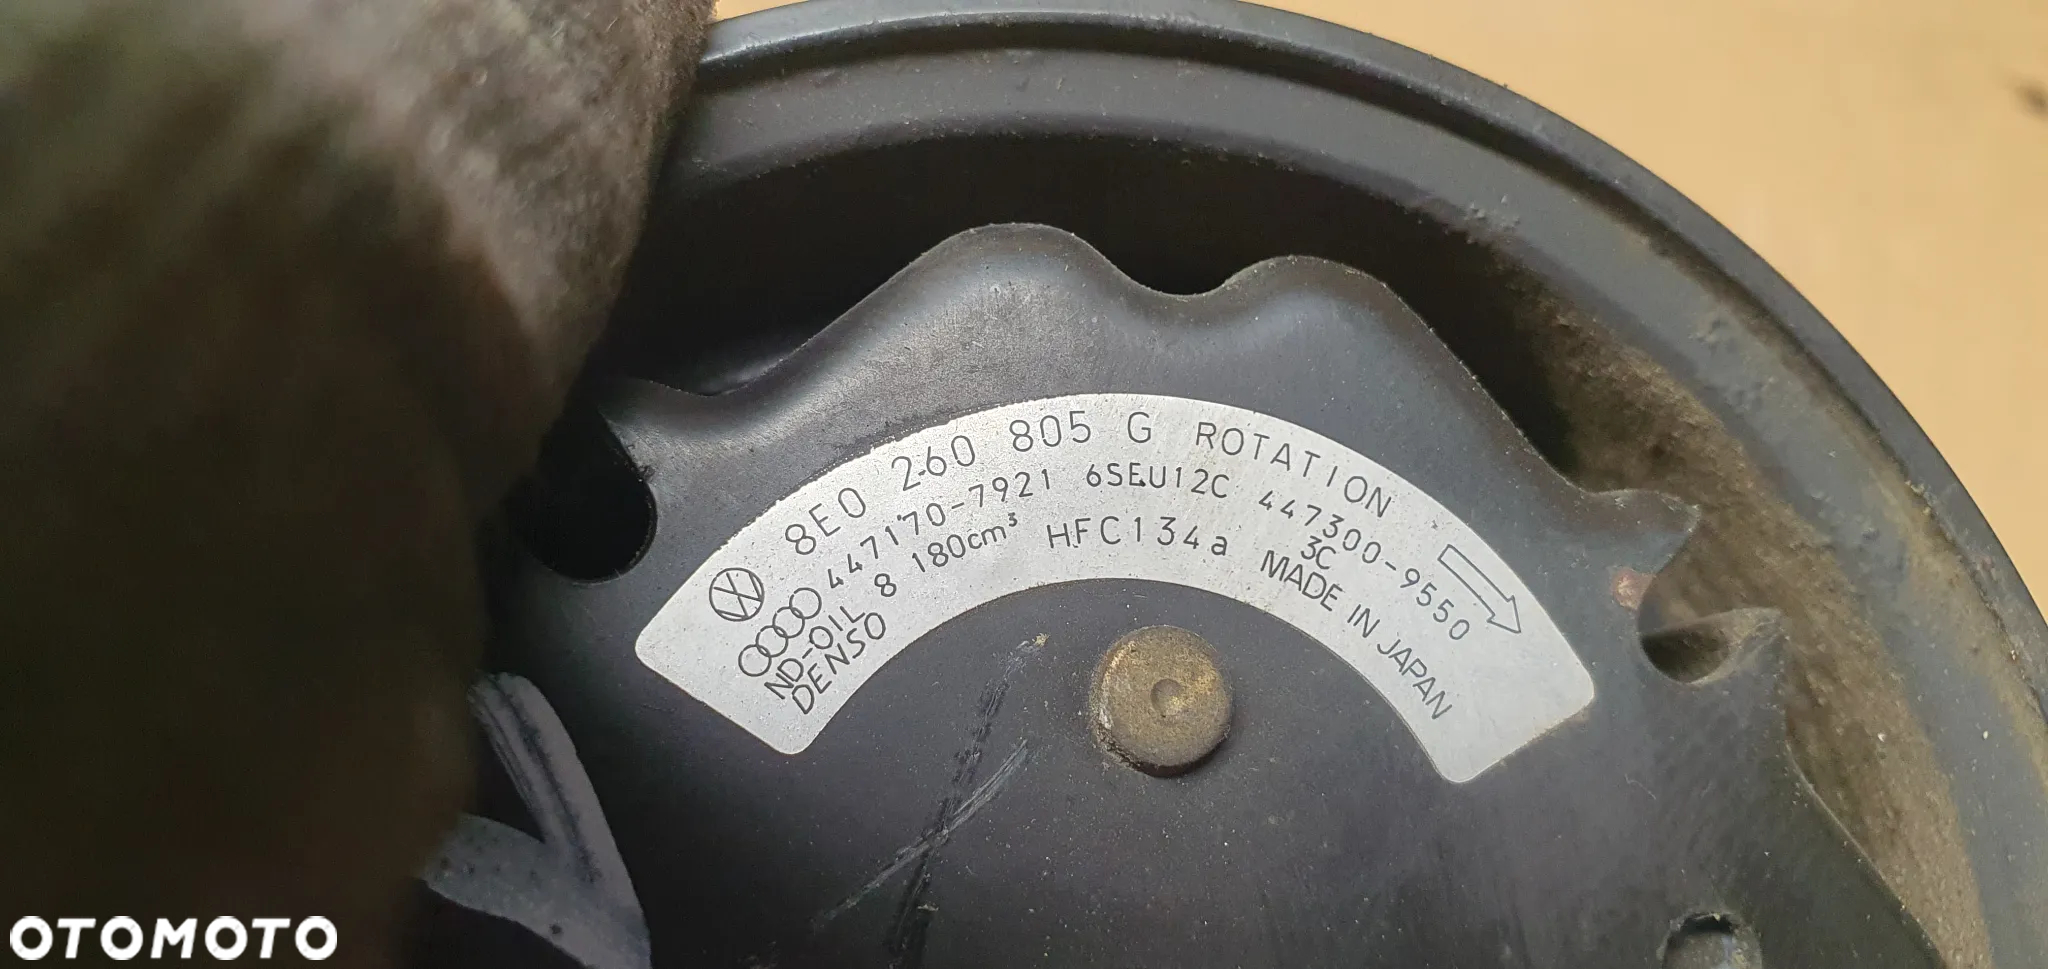 8E0 260 805 G ROTATION
447170-7921 6SEU12C 447300-9550
3C
ND-OIL 8 180cm³ HFC134a MADE IN JAPAN
DENSO
OTOMOTO